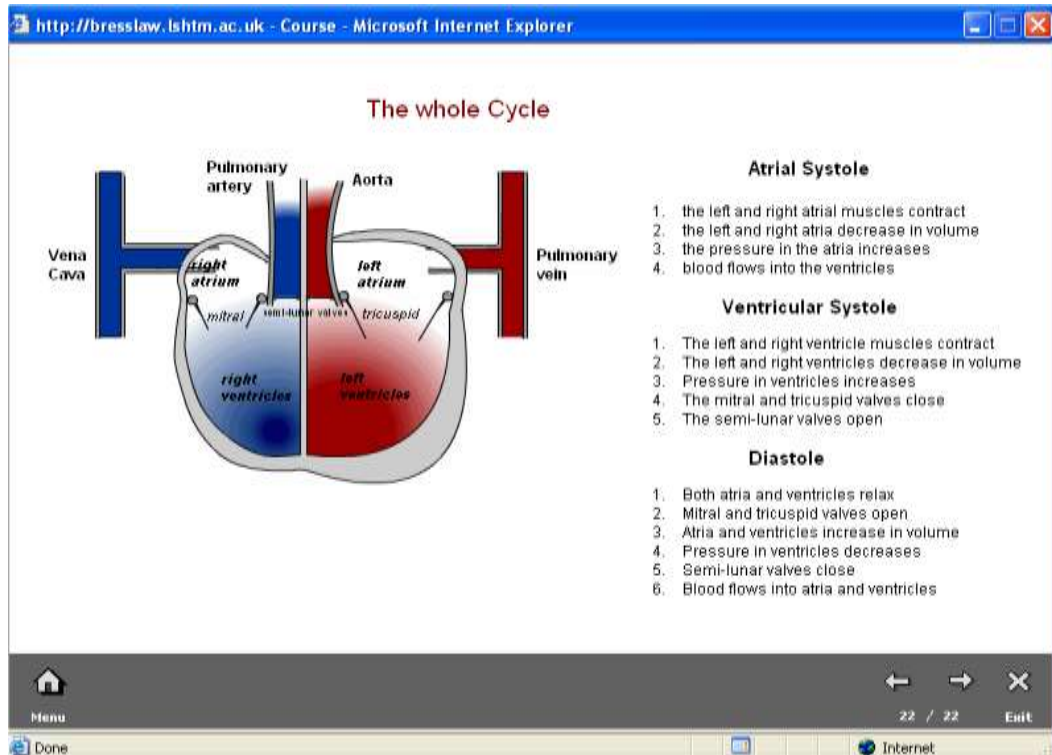 http://bresslaw.lshtm.ac.uk - Course - Microsoft Internet Explorer
The whole Cycle
Pulmonary
artery
Aorta
Vena
Cava
Pulmonary
vein
right
atrium
left
atrium
mitral
semi-lunar valves
tricuspid
right
ventricles
left
ventricles
Atrial Systole
1. the left and right atrial muscles contract
2. the left and right atria decrease in volume
3. the pressure in the atria increases
4. blood flows into the ventricles
Ventricular Systole
1. The left and right ventricle muscles contract
2. The left and right ventricles decrease in volume
3. Pressure in ventricles increases
4. The mitral and tricuspid valves close
5. The semi-lunar valves open
Diastole
1. Both atria and ventricles relax
2. Mitral and tricuspid valves open
3. Atria and ventricles increase in volume
4. Pressure in ventricles decreases
5. Semi-lunar valves close
6. Blood flows into atria and ventricles
Menu
22 / 22
Exit
Done
Internet